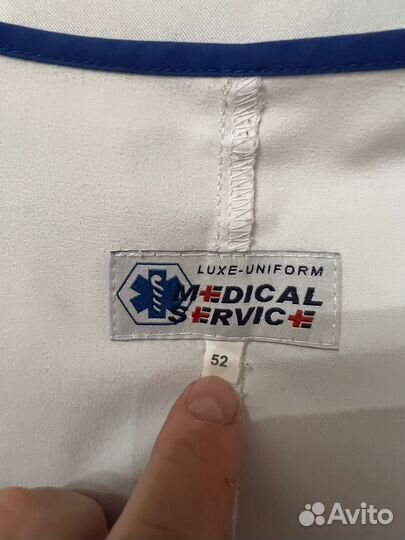 LUXE-UNIFORM
MEDICAL
SERVICE
52
Avito